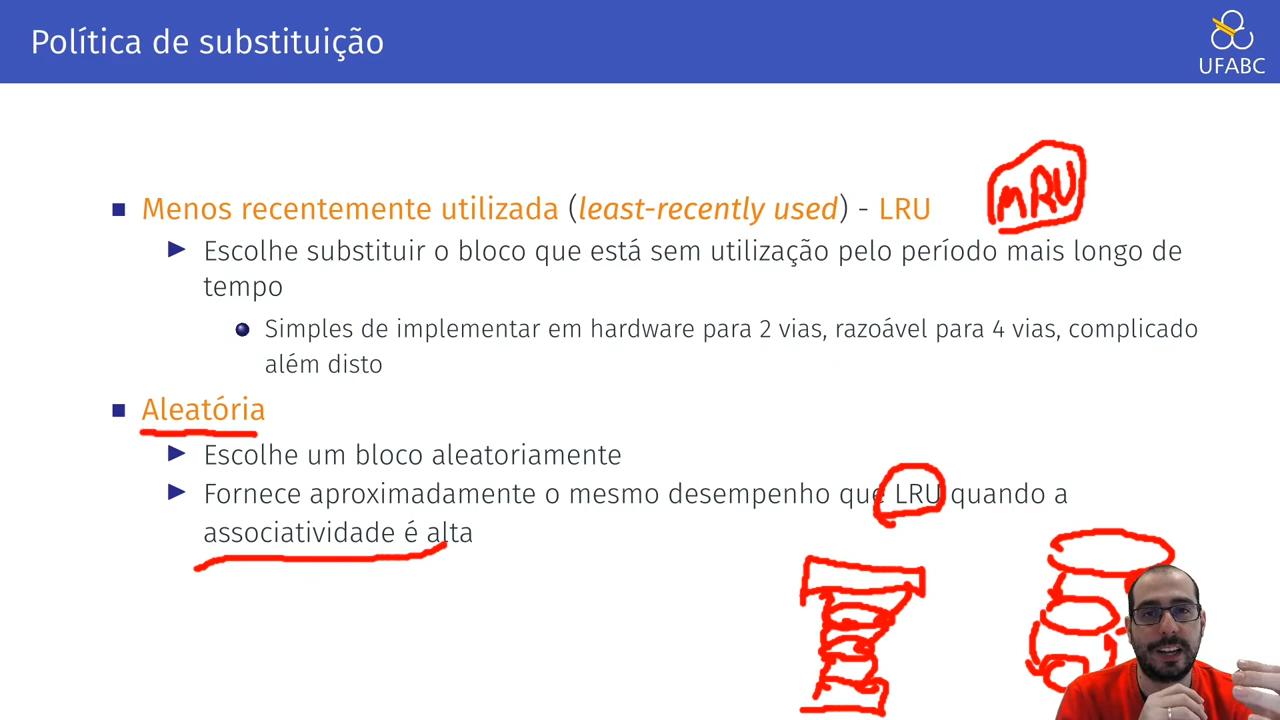 Política de substituição
UFABC
MRU
Menos recentemente utilizada (least-recently used) - LRU
Escolhe substituir o bloco que está sem utilização pelo período mais longo de
tempo
Simples de implementar em hardware para 2 vias, razoável para 4 vias, complicado
além disto
Aleatória
Escolhe um bloco aleatoriamente
Fornece aproximadamente o mesmo desempenho que LRU quando a
associatividade é alta